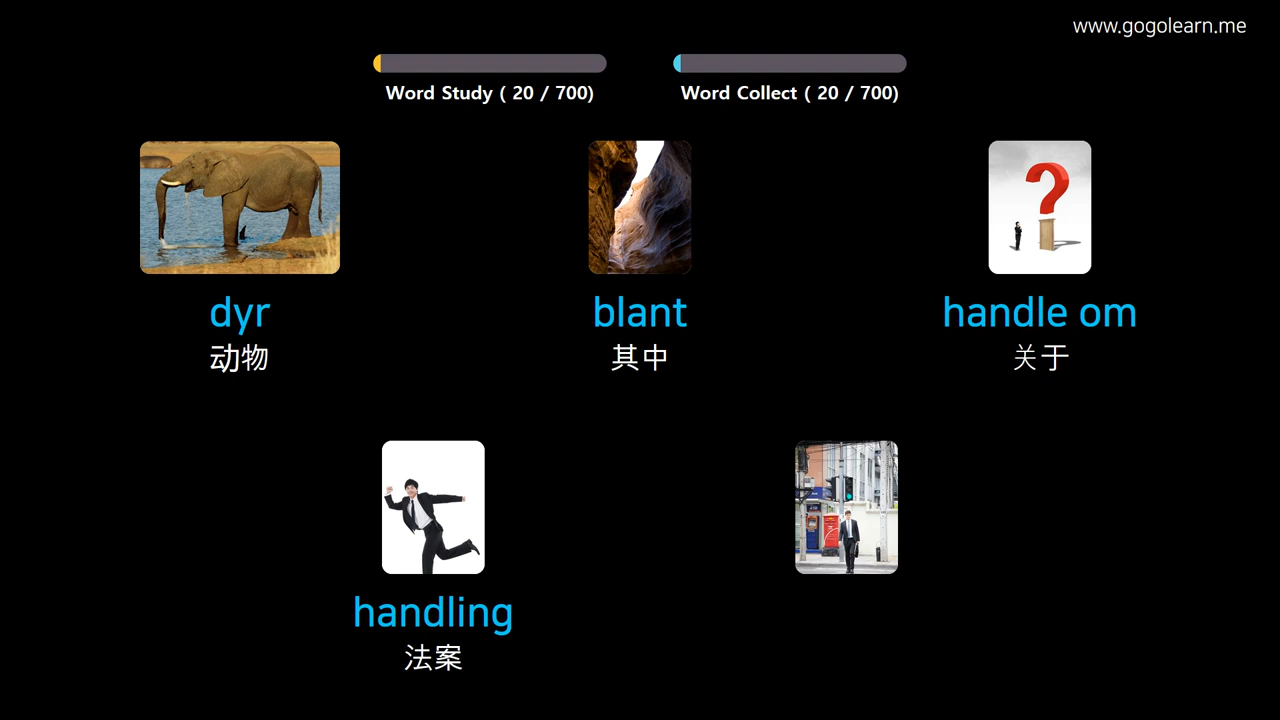 www.gogolearn.me
Word Study ( 20 / 700)
Word Collect ( 20 / 700)
dyr
动物
blant
其中
handle om
关于
handling
法案